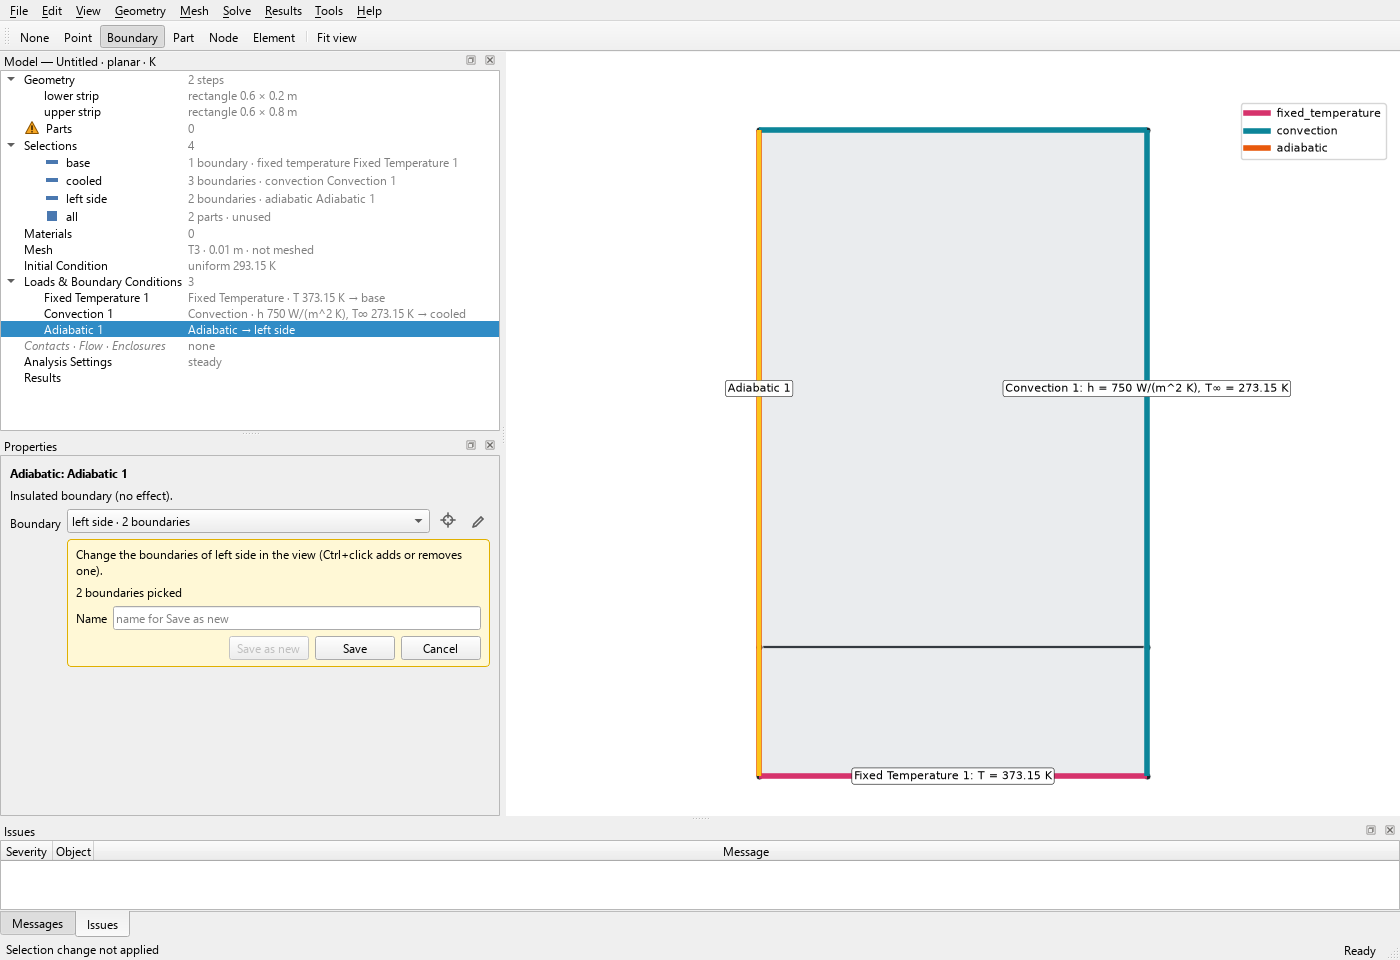 File Edit View Geometry Mesh Solve Results Tools Help
None Point Boundary Part Node Element Fit view
Model — Untitled · planar · K
Geometry 2 steps
lower strip rectangle 0.6 × 0.2 m
upper strip rectangle 0.6 × 0.8 m
Parts 0
Selections 4
base 1 boundary · fixed temperature Fixed Temperature 1
cooled 3 boundaries · convection Convection 1
left side 2 boundaries · adiabatic Adiabatic 1
all 2 parts · unused
Materials 0
Mesh T3 · 0.01 m · not meshed
Initial Condition uniform 293.15 K
Loads & Boundary Conditions 3
Fixed Temperature 1 Fixed Temperature · T 373.15 K → base
Convection 1 Convection · h 750 W/(m^2 K), T∞ 273.15 K → cooled
Adiabatic 1 Adiabatic → left side
Contacts · Flow · Enclosures none
Analysis Settings steady
Results
Properties
Adiabatic: Adiabatic 1
Insulated boundary (no effect).
Boundary left side · 2 boundaries
Change the boundaries of left side in the view (Ctrl+click adds or removes
one).
2 boundaries picked
Name name for Save as new
Save as new Save Cancel
fixed_temperature
convection
adiabatic
Adiabatic 1
Convection 1: h = 750 W/(m^2 K), T∞ = 273.15 K
Fixed Temperature 1: T = 373.15 K
Issues
Severity Object Message
Messages Issues
Selection change not applied Ready